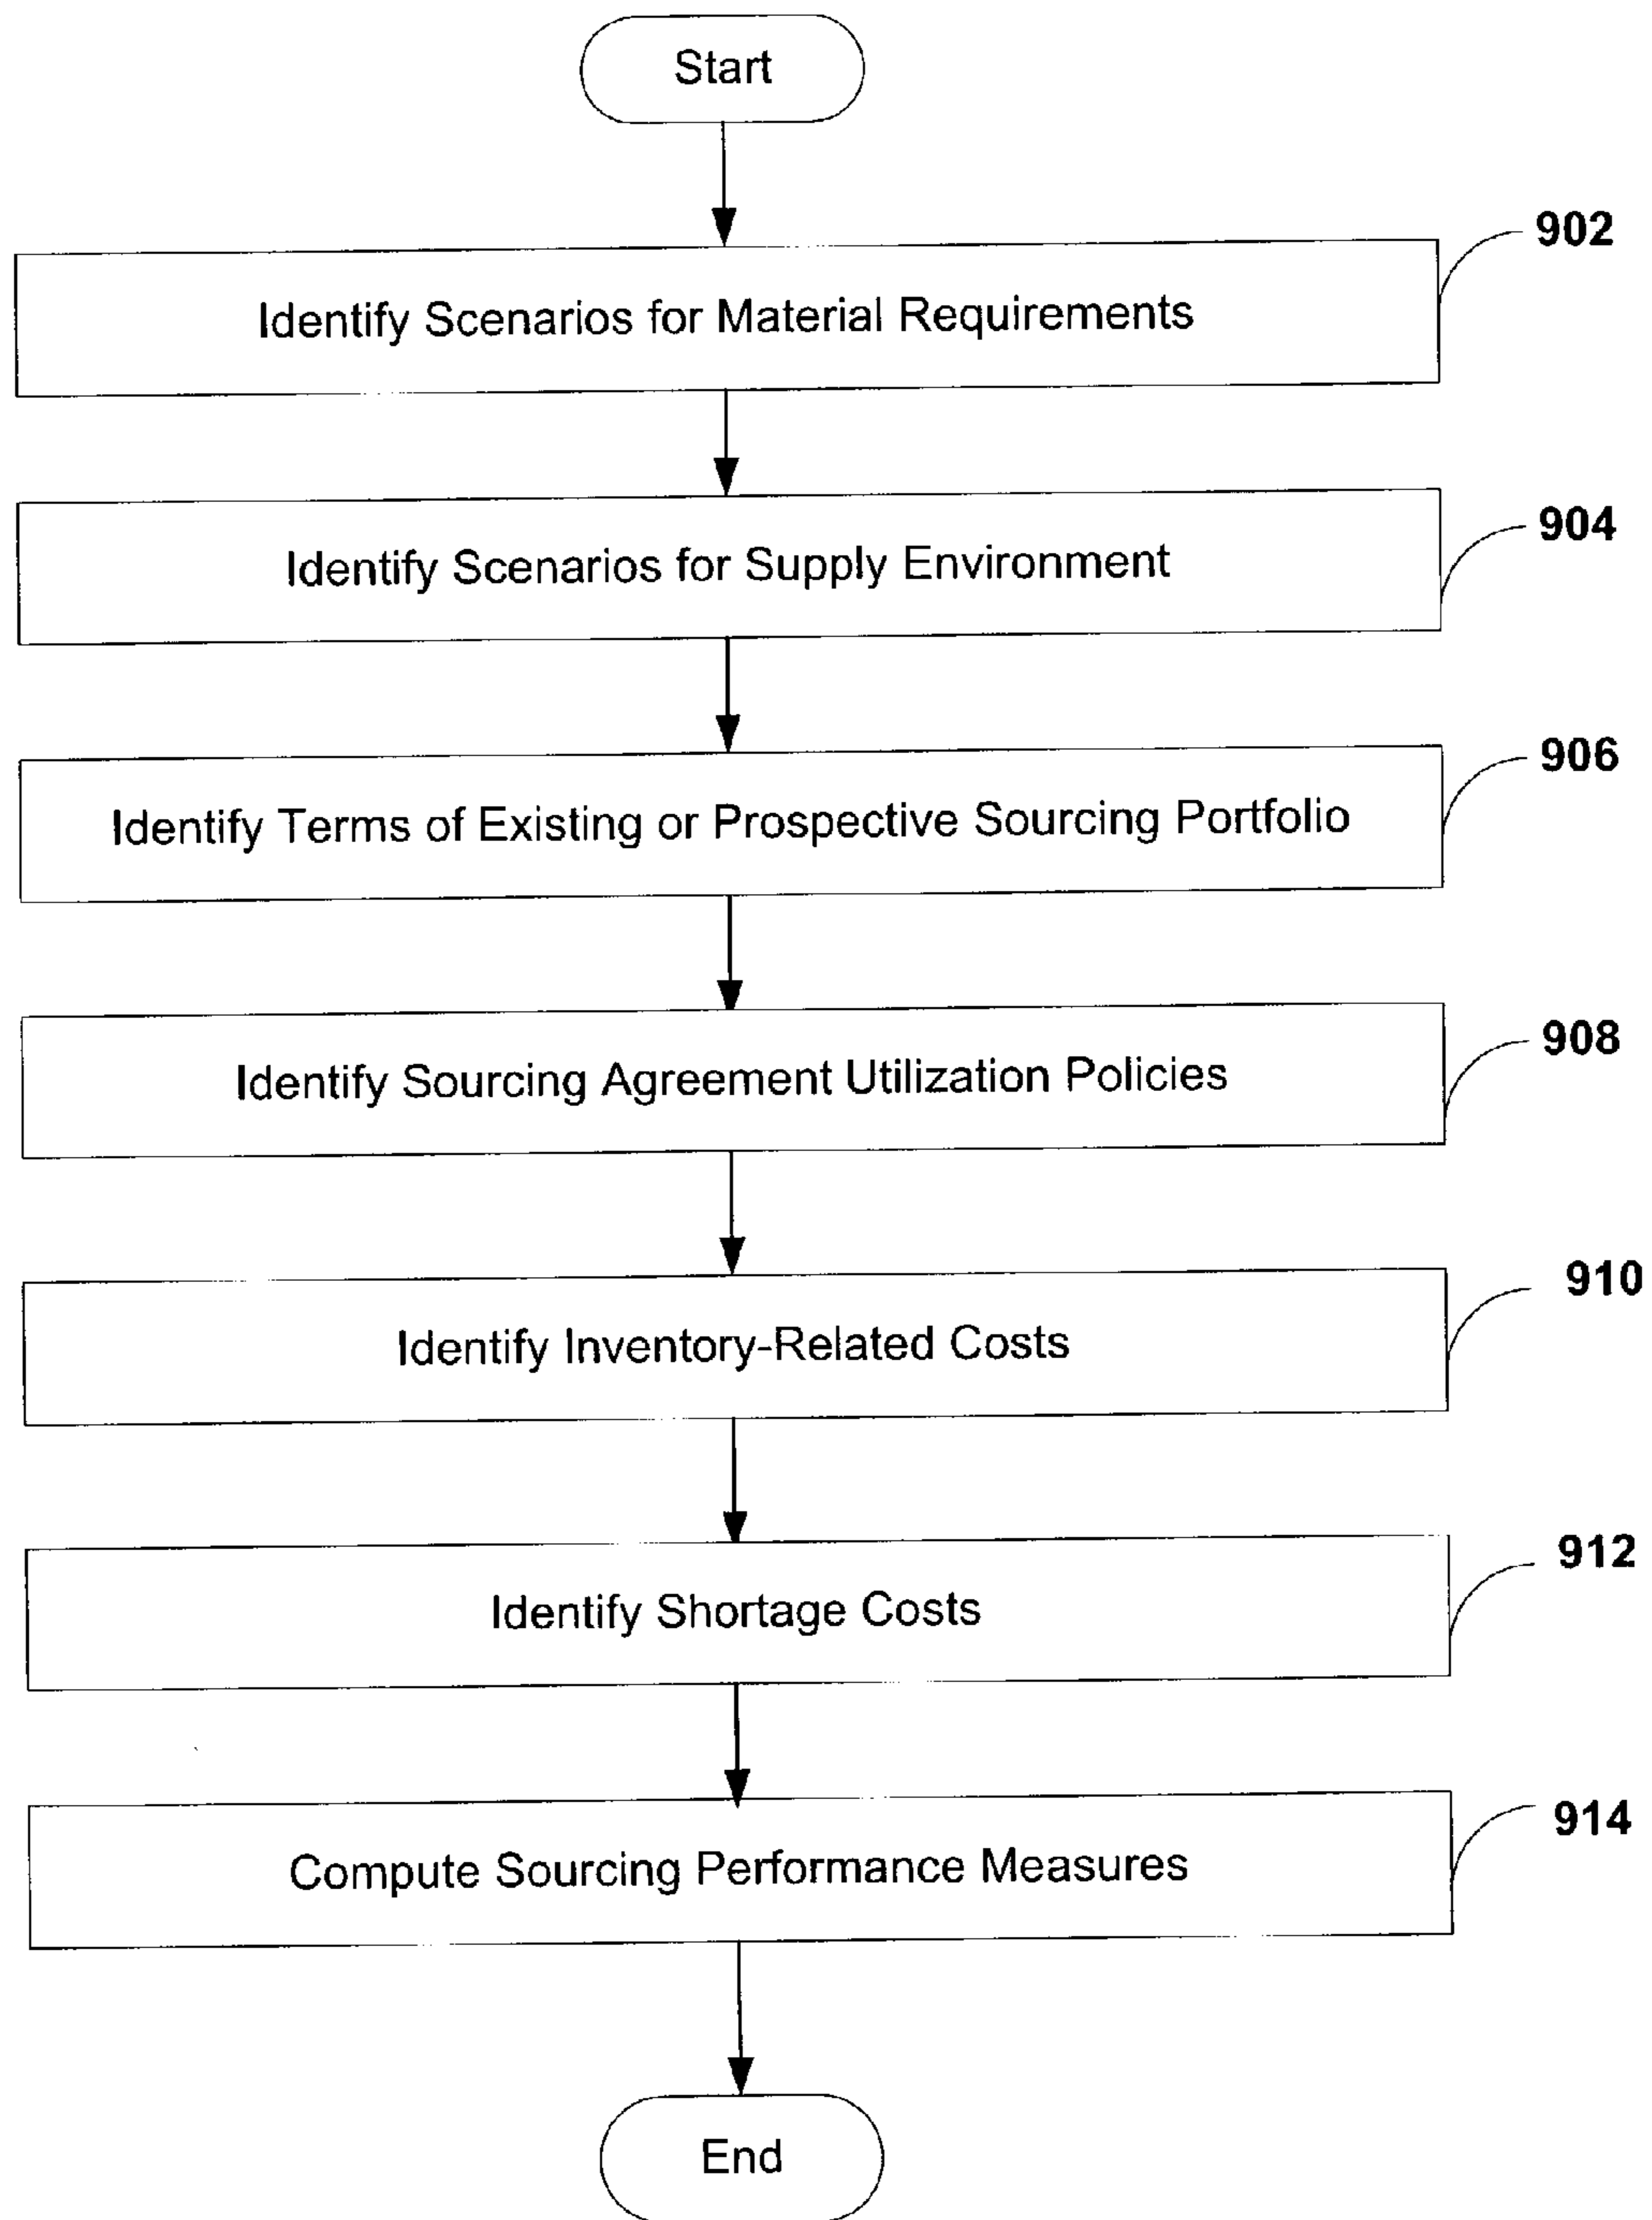 Start
902
Identify Scenarios for Material Requirements
904
Identify Scenarios for Supply Environment
906
Identify Terms of Existing or Prospective Sourcing Portfolio
908
Identify Sourcing Agreement Utilization Policies
910
Identify Inventory-Related Costs
912
Identify Shortage Costs
914
Compute Sourcing Performance Measures
End